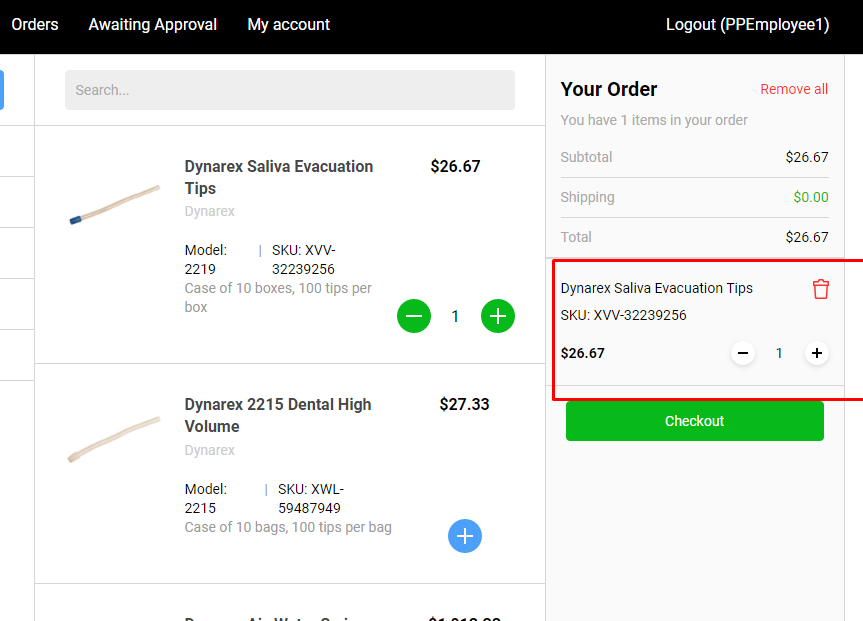 Orders
Awaiting Approval
My account
Logout (PPEmployee1)
Search...
Dynarex Saliva Evacuation
Tips
$26.67
Dynarex
Model:
2219
|
SKU: XVV-
32239256
Case of 10 boxes, 100 tips per
box
1
Dynarex 2215 Dental High
Volume
$27.33
Dynarex
Model:
2215
|
SKU: XWL-
59487949
Case of 10 bags, 100 tips per bag
Your Order
Remove all
You have 1 items in your order
Subtotal
$26.67
Shipping
$0.00
Total
$26.67
Dynarex Saliva Evacuation Tips
SKU: XVV-32239256
$26.67
1
Checkout